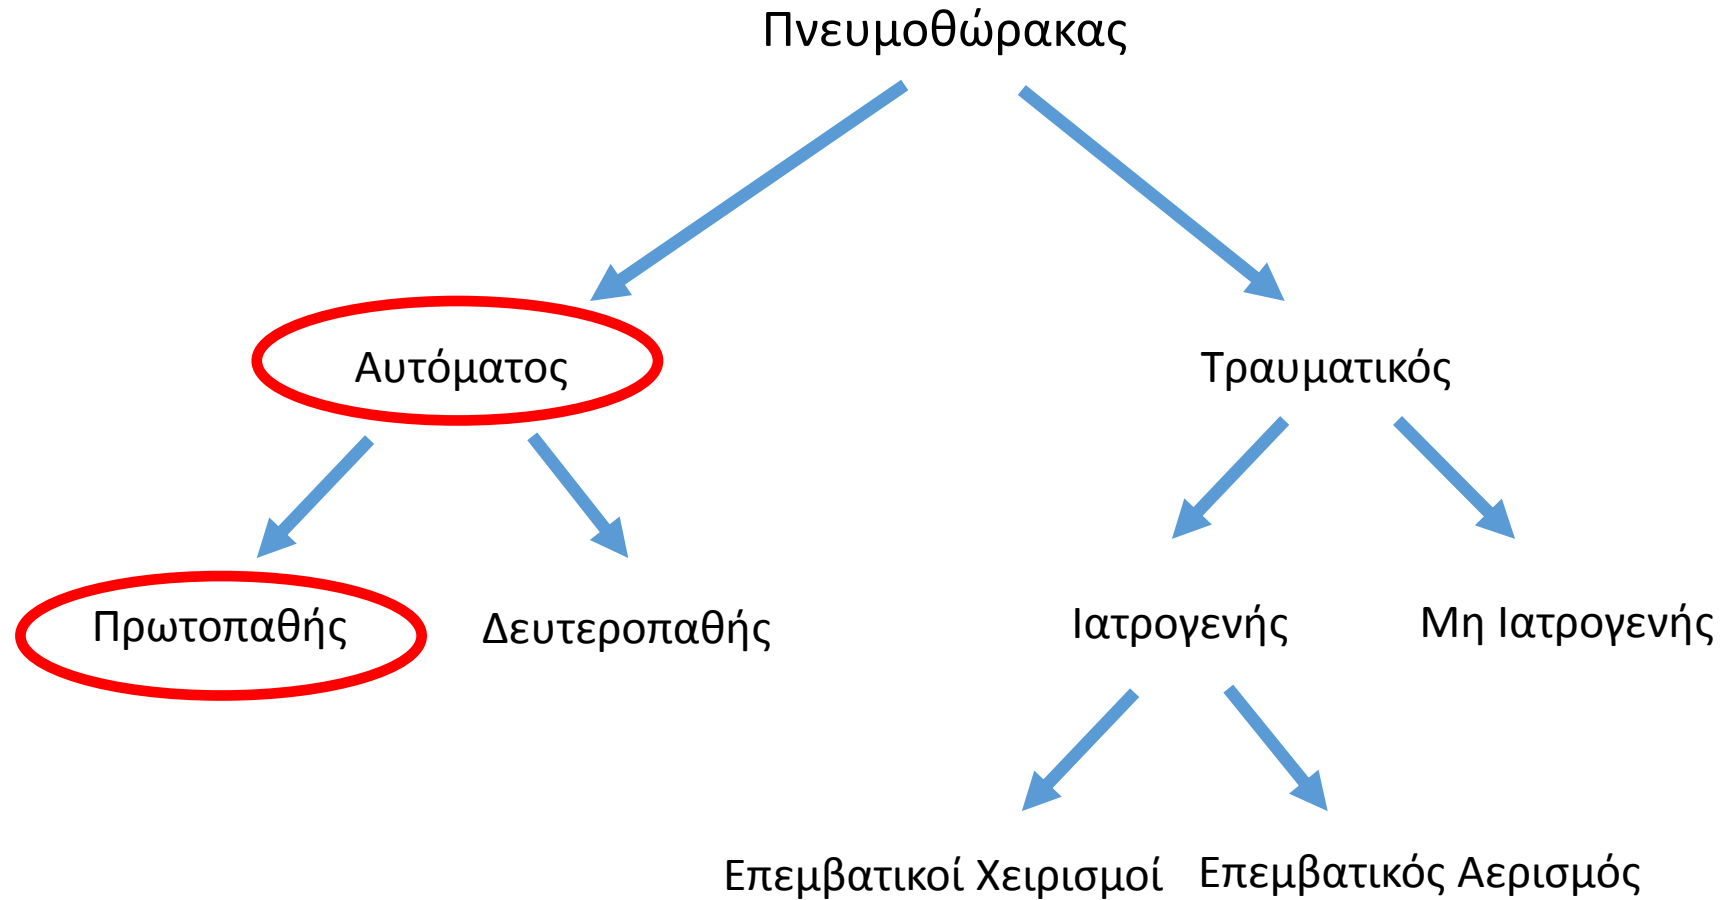 Πνευμοθώρακας
Αυτόματος
Τραυματικός
Πρωτοπαθής
Δευτεροπαθής
Ιατρογενής
Μη Ιατρογενής
Επεμβατικοί Χειρισμοί
Επεμβατικός Αερισμός